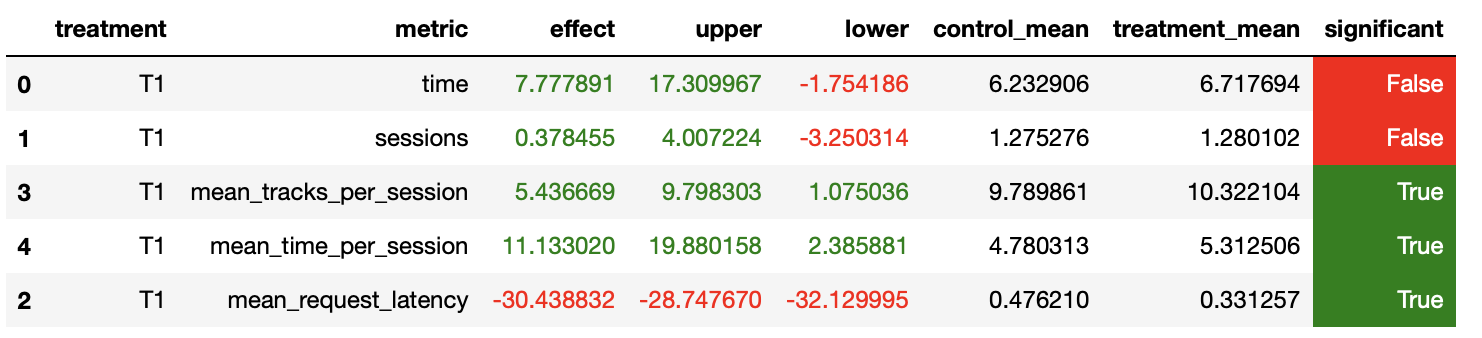 treatment metric effect upper lower control_mean treatment_mean significant
0 T1 time 7.777891 17.309967 -1.754186 6.232906 6.717694 False
1 T1 sessions 0.378455 4.007224 -3.250314 1.275276 1.280102 False
3 T1 mean_tracks_per_session 5.436669 9.798303 1.075036 9.789861 10.322104 True
4 T1 mean_time_per_session 11.133020 19.880158 2.385881 4.780313 5.312506 True
2 T1 mean_request_latency -30.438832 -28.747670 -32.129995 0.476210 0.331257 True